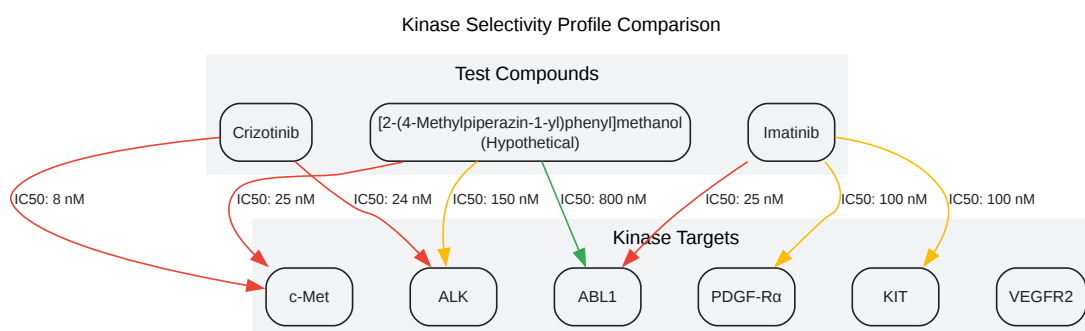 Kinase Selectivity Profile Comparison
Test Compounds
Crizotinib
[2-(4-Methylpiperazin-1-yl)phenyl]methanol
(Hypothetical)
Imatinib
IC50: 8 nM
IC50: 25 nM
IC50: 24 nM
IC50: 150 nM
IC50: 800 nM
IC50: 25 nM
IC50: 100 nM
IC50: 100 nM
Kinase Targets
c-Met
ALK
ABL1
PDGF-Rα
KIT
VEGFR2